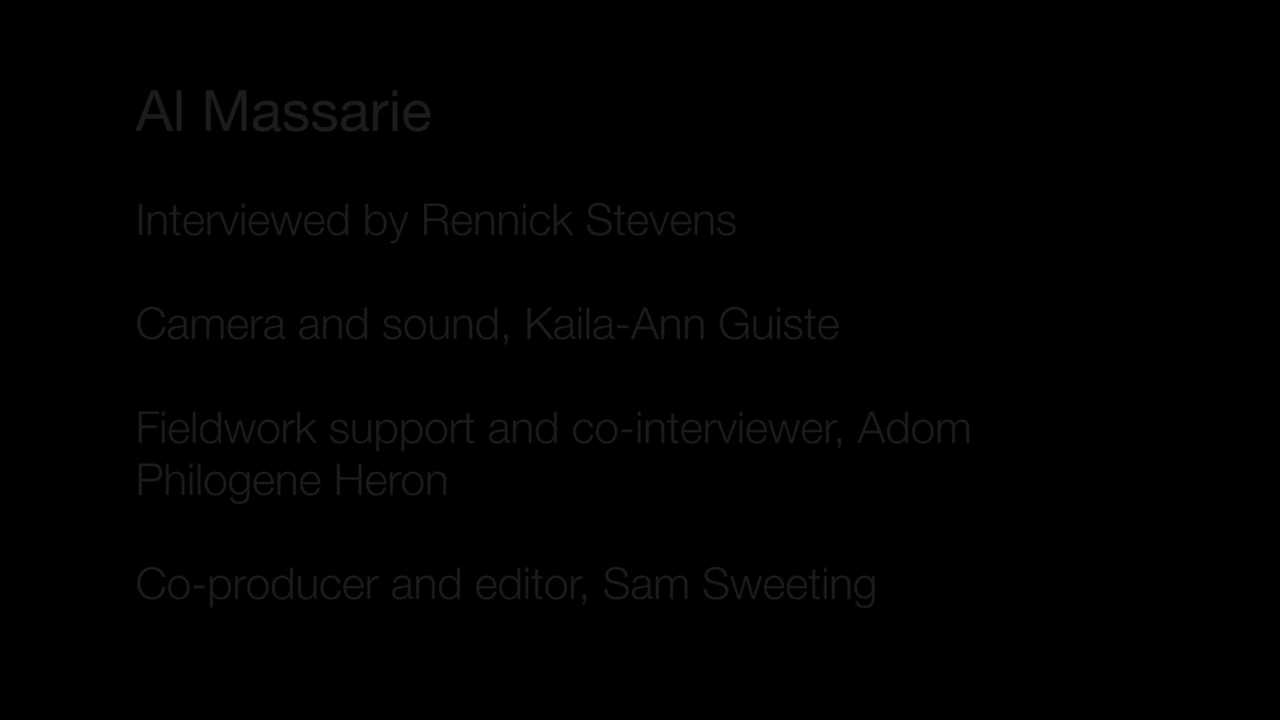 Al Massarie
Interviewed by Rennick Stevens
Camera and sound, Kaila-Ann Guiste
Fieldwork support and co-interviewer, Adom
Philogene Heron
Co-producer and editor, Sam Sweeting